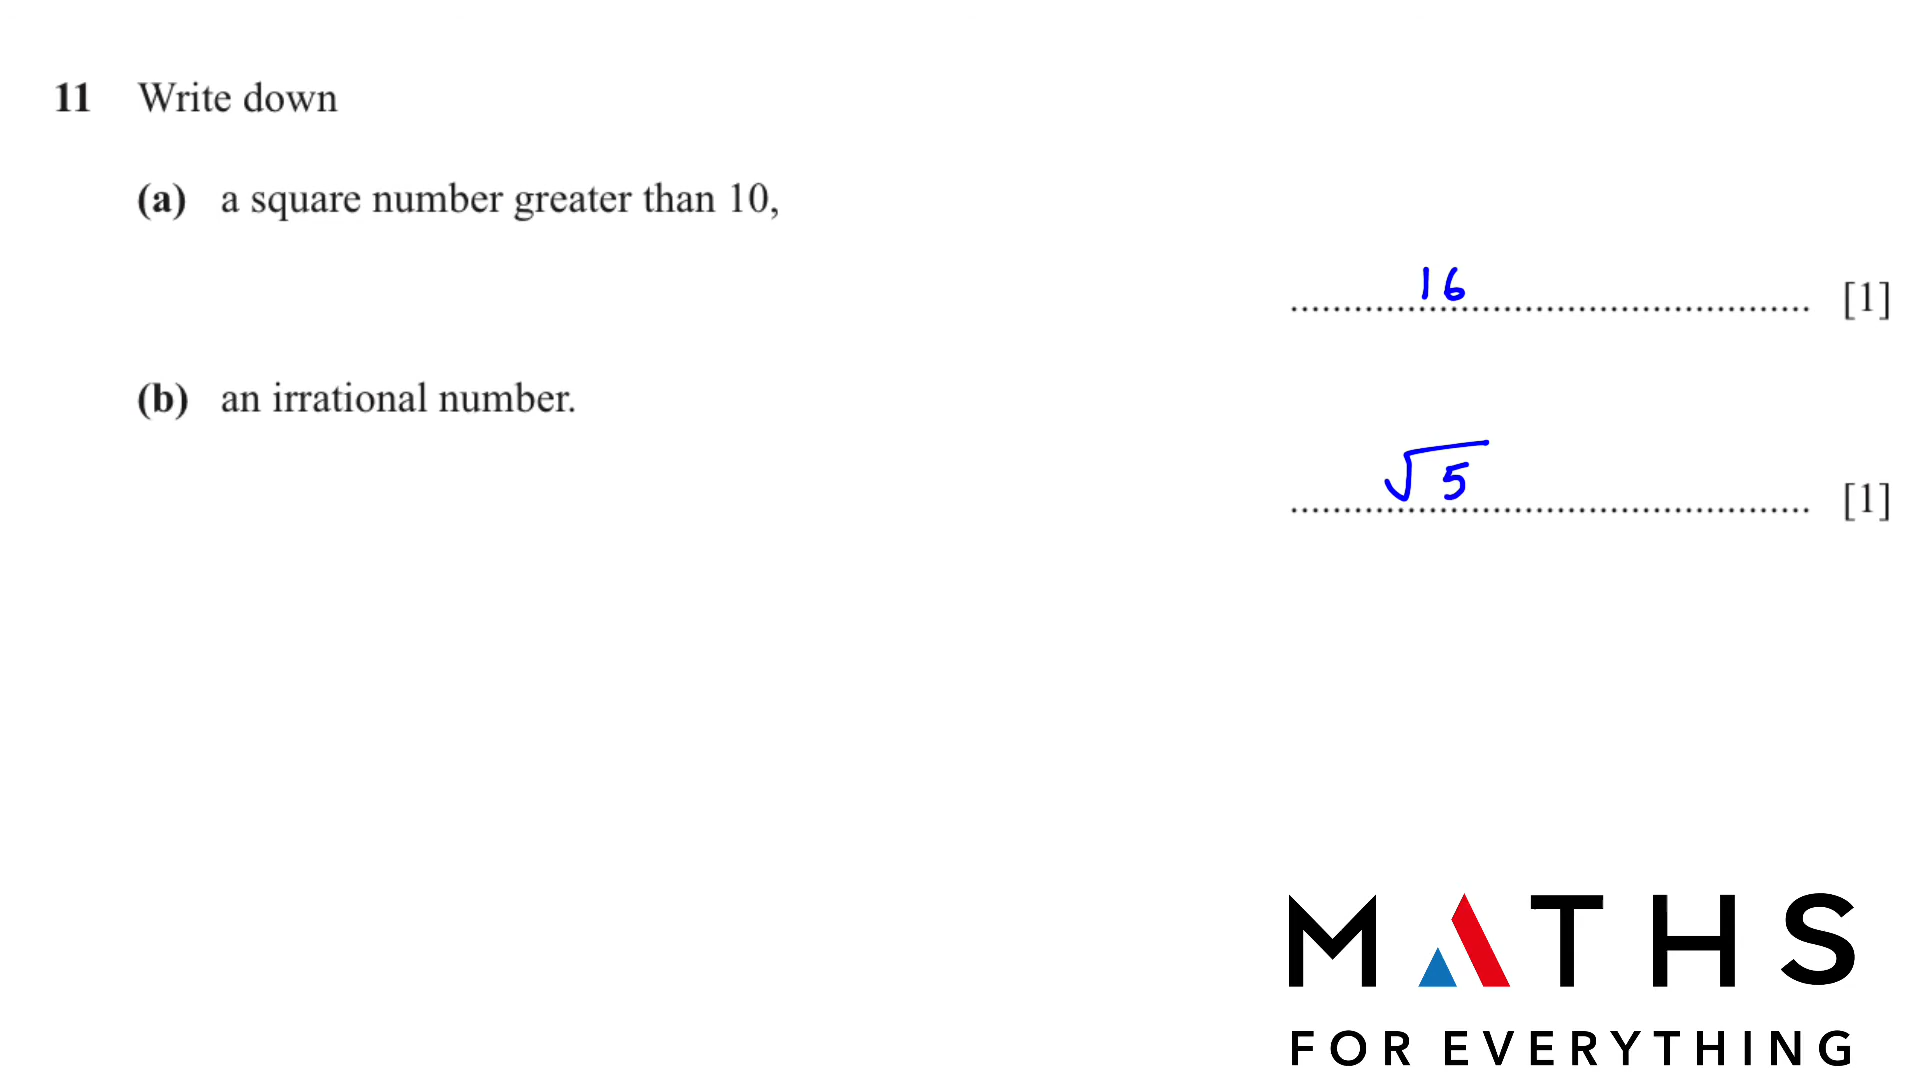 11 Write down
(a) a square number greater than 10,
16
.................................................. [1]
(b) an irrational number.
√5
.................................................. [1]
MATHS
FOR EVERYTHING